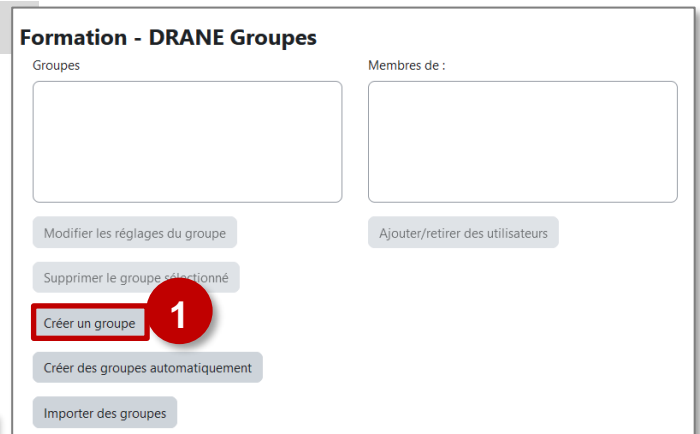 Formation - DRANE Groupes
Groupes
Membres de :
Modifier les réglages du groupe
Ajouter/retirer des utilisateurs
Supprimer le groupe sélectionné
Créer un groupe
1
Créer des groupes automatiquement
Importer des groupes